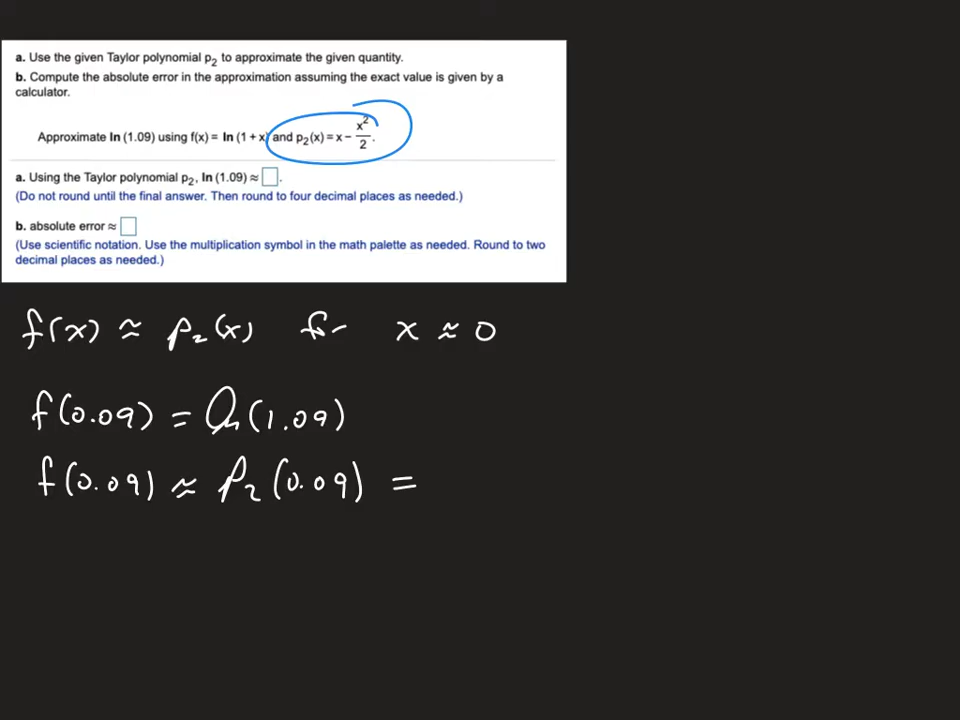 a. Use the given Taylor polynomial p₂ to approximate the given quantity.
b. Compute the absolute error in the approximation assuming the exact value is given by a
calculator.
Approximate ln (1.09) using f(x) = ln (1 + x) and p₂(x) = x − x²/2.
a. Using the Taylor polynomial p₂, ln (1.09) ≈ .
(Do not round until the final answer. Then round to four decimal places as needed.)
b. absolute error ≈
(Use scientific notation. Use the multiplication symbol in the math palette as needed. Round to two
decimal places as needed.)
f(x) ≈ p₂(x) for x ≈ 0
f(0.09) = ln(1.09)
f(0.09) ≈ p₂(0.09) =